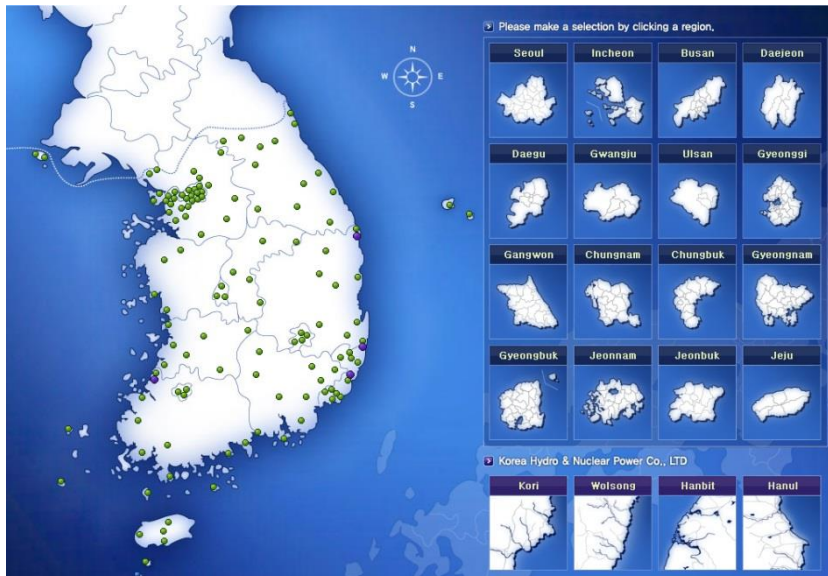 N
W E
S
Please make a selection by clicking a region.
Seoul Incheon Busan Daejeon
Daegu Gwangju Ulsan Gyeonggi
Gangwon Chungnam Chungbuk Gyeongnam
Gyeongbuk Jeonnam Jeonbuk Jeju
Korea Hydro & Nuclear Power Co., LTD
Kori Wolsong Hanbit Hanul